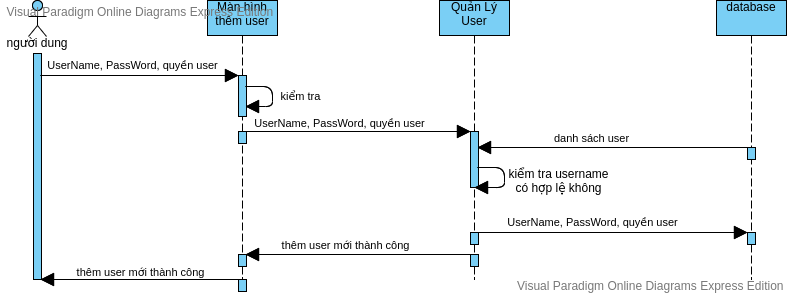 Visual Paradigm Online Diagrams Express Edition
Màn hình
thêm user
Quản Lý
User
database
người dung
UserName, PassWord, quyền user
kiểm tra
UserName, PassWord, quyền user
danh sách user
kiểm tra username
có hợp lệ không
UserName, PassWord, quyền user
thêm user mới thành công
thêm user mới thành công
Visual Paradigm Online Diagrams Express Edition